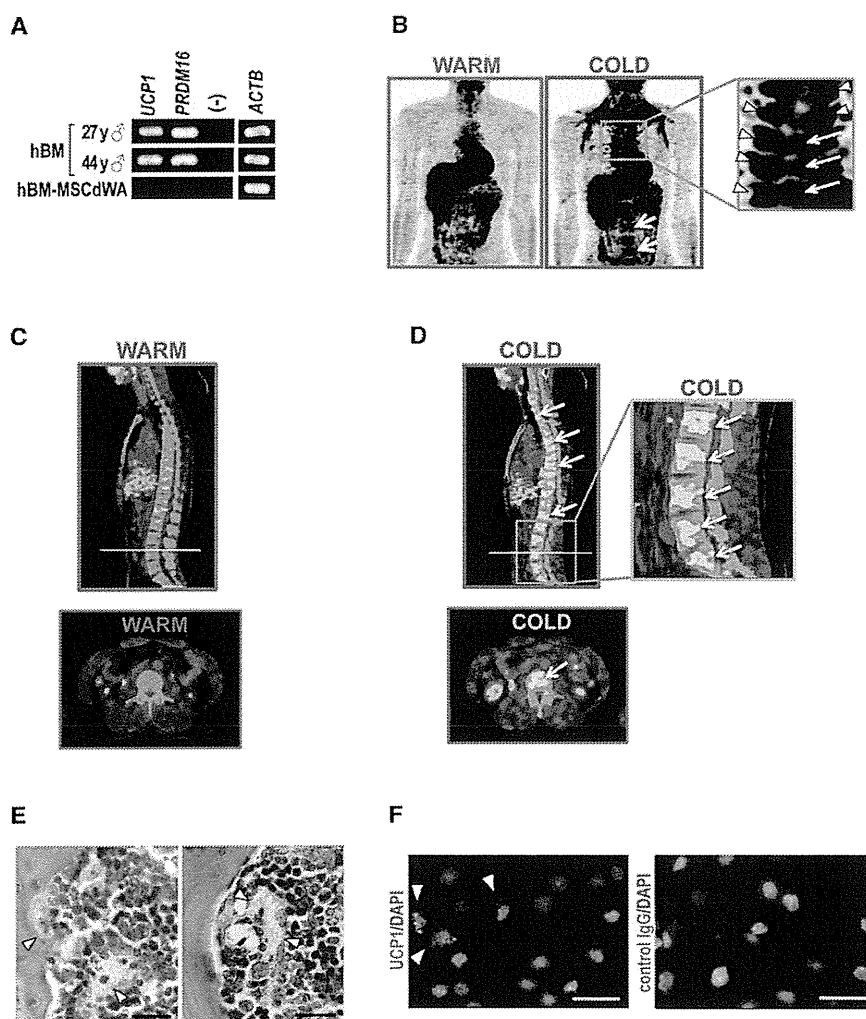 A
UCP1 PRDM16 (-) ACTB
hBM
27y♂
44y♂
hBM-MSCdWA
B
WARM COLD
C
WARM
WARM
D
COLD
COLD
COLD
E
F
UCP1/DAPI
control IgG/DAPI